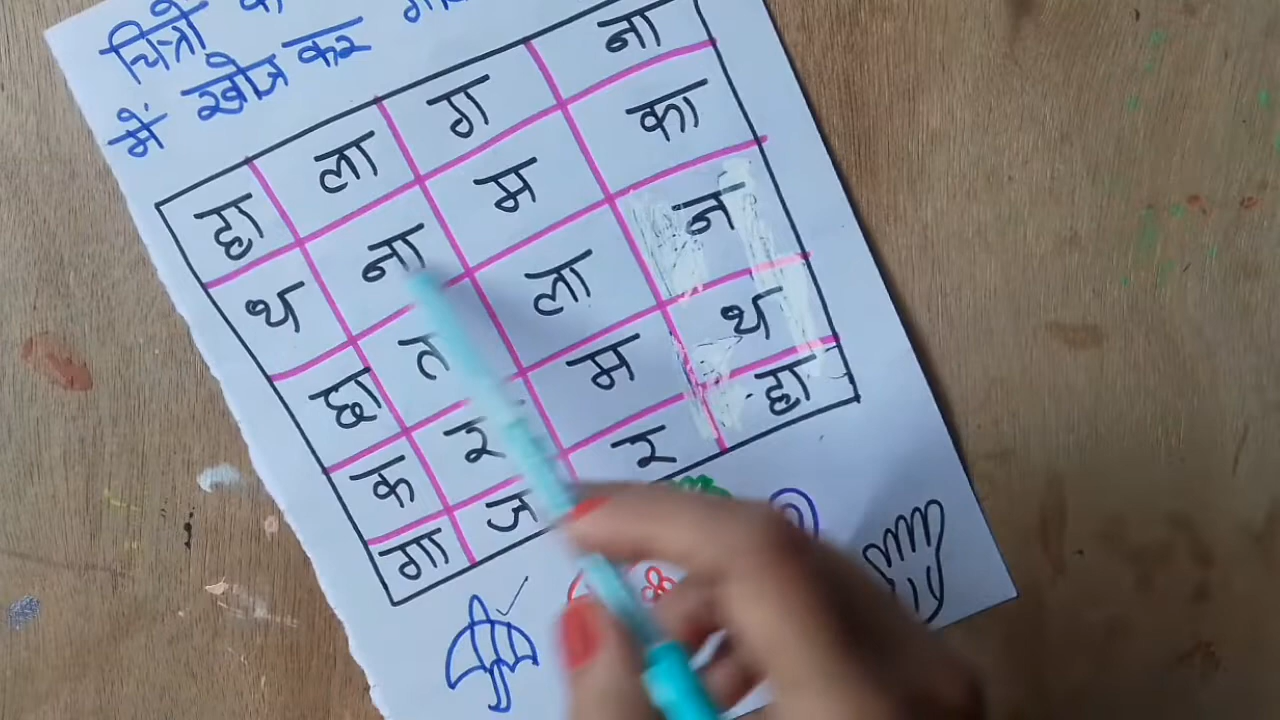 चित्रो
में खोज कर
हा ला ग ना
थ ना म का
छा त ला न
क र म थ
गा ज र हा